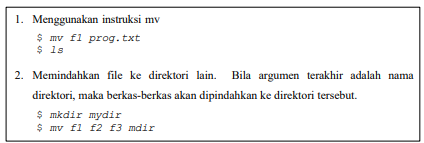 1. Menggunakan instruksi mv
$ mv f1 prog.txt
$ ls
2. Memindahkan file ke direktori lain. Bila argumen terakhir adalah nama
direktori, maka berkas-berkas akan dipindahkan ke direktori tersebut.
$ mkdir mydir
$ mv f1 f2 f3 mdir